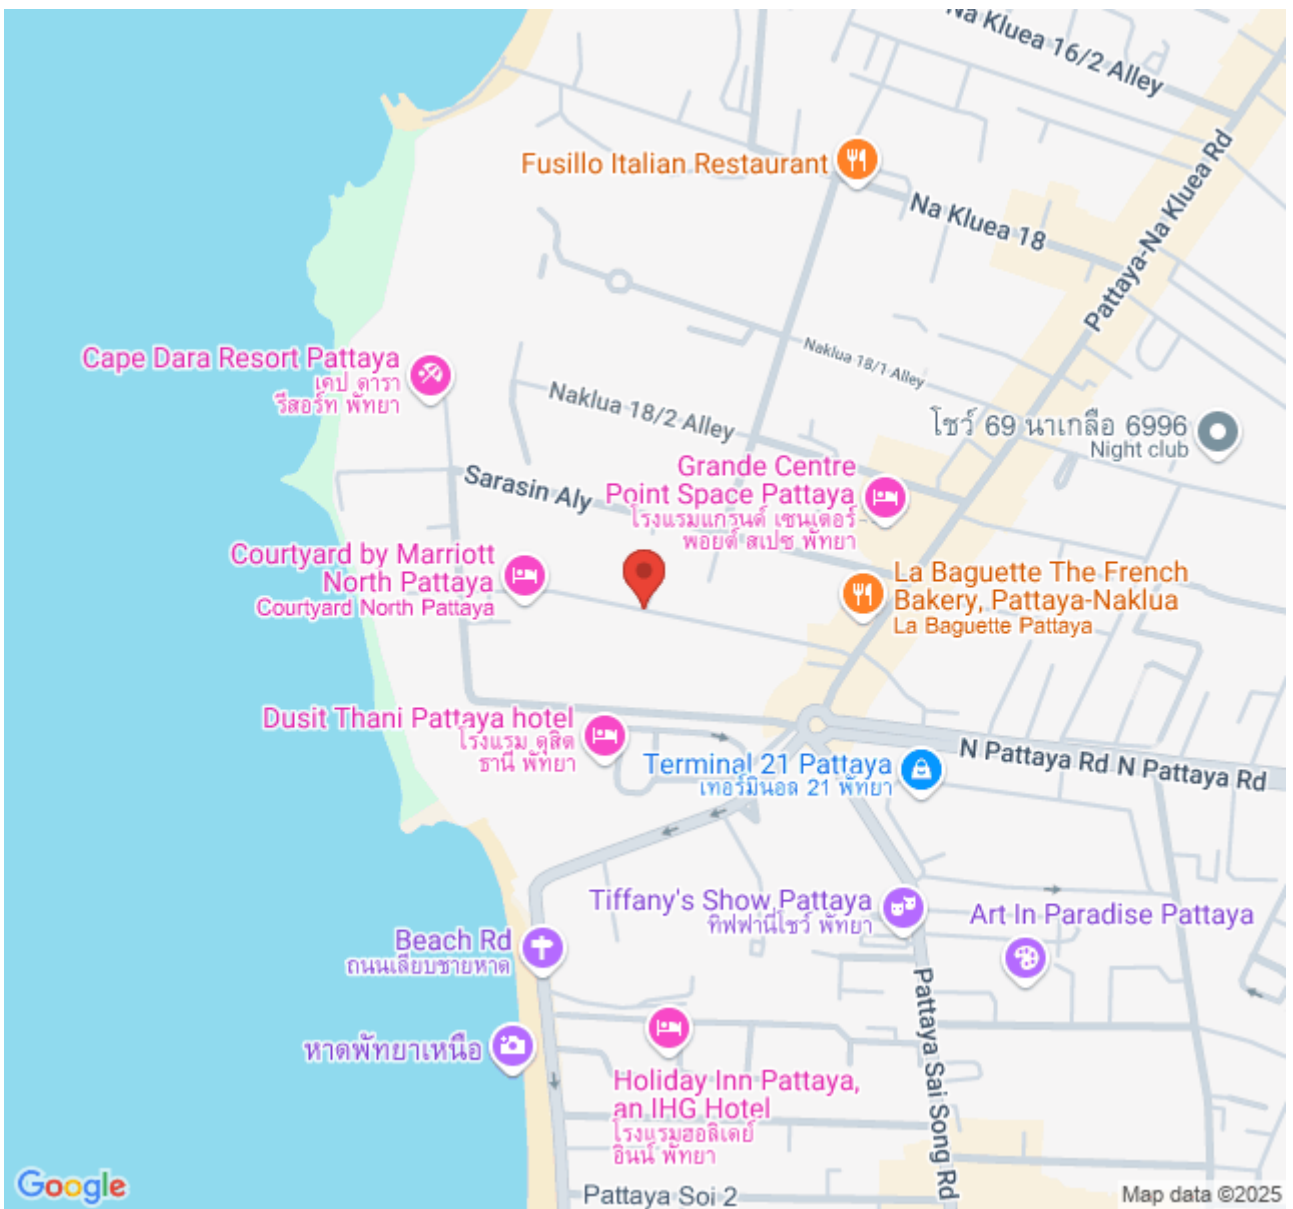 Na Kluea 16/2 Alley
Fusillo Italian Restaurant
Na Kluea 18
Pattaya-Na Kluea Rd
Naklua 18/1 Alley
Cape Dara Resort Pattaya
เคป ดารา
รีสอร์ท พัทยา
Naklua 18/2 Alley
โชว์ 69 นาเกลือ 6996
Night club
Sarasin Aly
Grande Centre
Point Space Pattaya
โรงแรมแกรนด์ เซนเตอร์
พอยต์ สเปซ พัทยา
Courtyard by Marriott
North Pattaya
Courtyard North Pattaya
La Baguette The French
Bakery, Pattaya-Naklua
La Baguette Pattaya
Dusit Thani Pattaya hotel
โรงแรม ดุสิต
ธานี พัทยา
N Pattaya Rd
N Pattaya Rd
Terminal 21 Pattaya
เทอร์มินอล 21 พัทยา
Tiffany's Show Pattaya
ทิฟฟานี่โชว์ พัทยา
Art In Paradise Pattaya
Beach Rd
ถนนเลียบชายหาด
Pattaya Sai Song Rd
หาดพัทยาเหนือ
Holiday Inn Pattaya,
an IHG Hotel
โรงแรมฮอลิเดย์
อินน์ พัทยา
Pattaya Soi 2
Google
Map data ©2025